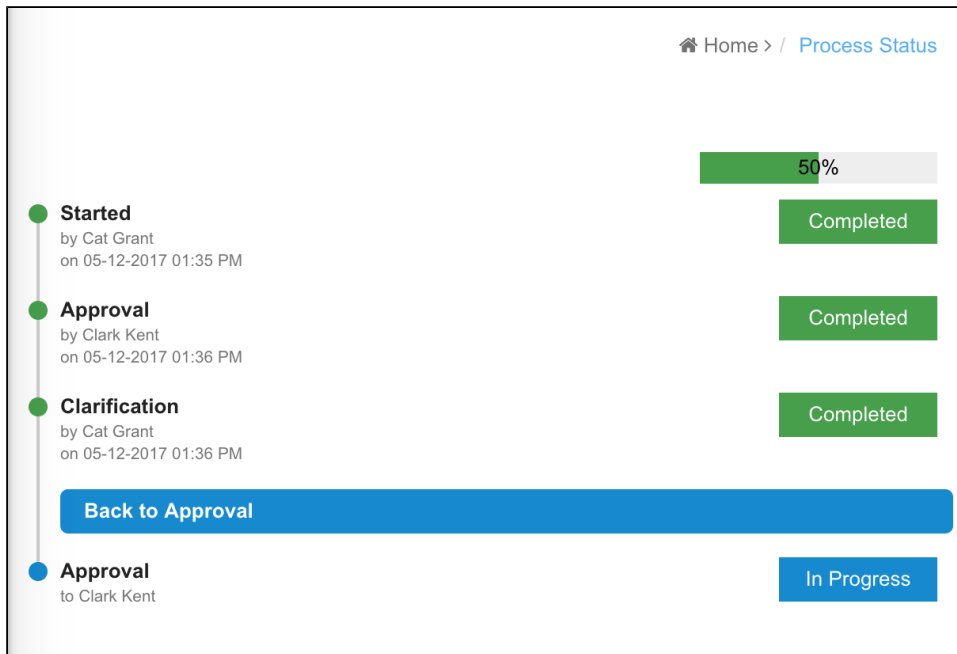 Home > / Process Status
50%
Started
Completed
by Cat Grant
on 05-12-2017 01:35 PM
Approval
Completed
by Clark Kent
on 05-12-2017 01:36 PM
Clarification
Completed
by Cat Grant
on 05-12-2017 01:36 PM
Back to Approval
Approval
In Progress
to Clark Kent